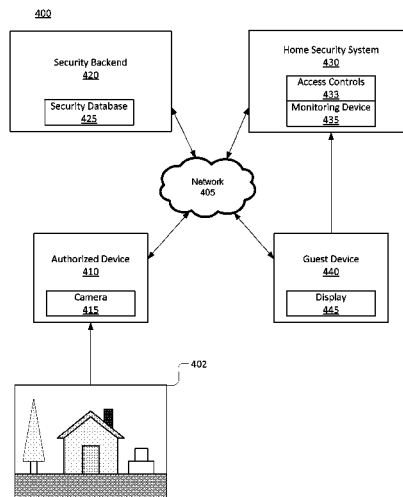 400
Security Backend
420
Security Database
425
Home Security System
430
Access Controls
433
Monitoring Device
435
Network
405
Authorized Device
410
Camera
415
Guest Device
440
Display
445
402